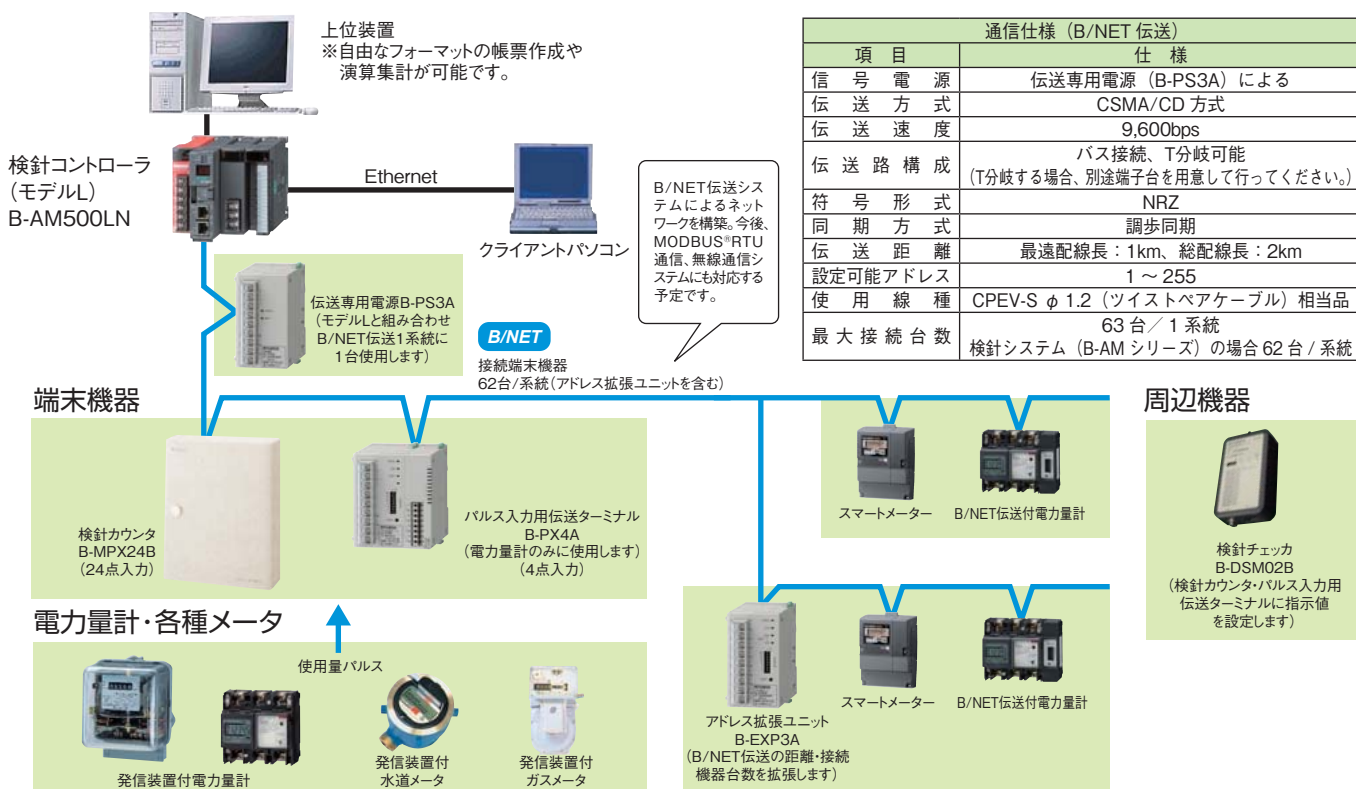 上位装置
※自由なフォーマットの帳票作成や
演算集計が可能です。
検針コントローラ
(モデルL)
B-AM500LN
Ethernet
クライアントパソコン
B/NET伝送シス
テムによるネット
ワークを構築。今後、
MODBUS®RTU
通信、無線通信シ
ステムにも対応する
予定です。
伝送専用電源B-PS3A
(モデルLと組み合わせ
B/NET伝送1系統に
1台使用します)
B/NET
接続端末機器
62台/系統(アドレス拡張ユニットを含む)
通信仕様（B/NET 伝送）
項目 仕様
信号電源 伝送専用電源（B-PS3A）による
伝送方式 CSMA/CD 方式
伝送速度 9,600bps
伝送路構成 バス接続、T分岐可能
(T分岐する場合、別途端子台を用意して行ってください。)
符号形式 NRZ
同期方式 調歩同期
伝送距離 最遠配線長：1km、総配線長：2km
設定可能アドレス 1～255
使用線種 CPEV-S φ 1.2（ツイストペアケーブル）相当品
最大接続台数 63 台／ 1 系統
検針システム（B-AM シリーズ）の場合 62 台 / 系統
端末機器
検針カウンタ
B-MPX24B
(24点入力)
パルス入力用伝送ターミナル
B-PX4A
(電力量計のみに使用します)
(4点入力)
スマートメーター
B/NET伝送付電力量計
アドレス拡張ユニット
B-EXP3A
(B/NET伝送の距離・接続
機器台数を拡張します)
スマートメーター
B/NET伝送付電力量計
周辺機器
検針チェッカ
B-DSM02B
(検針カウンタ・パルス入力用
伝送ターミナルに指示値
を設定します)
電力量計・各種メータ
使用量パルス
発信装置付電力量計
発信装置付
水道メータ
発信装置付
ガスメータ